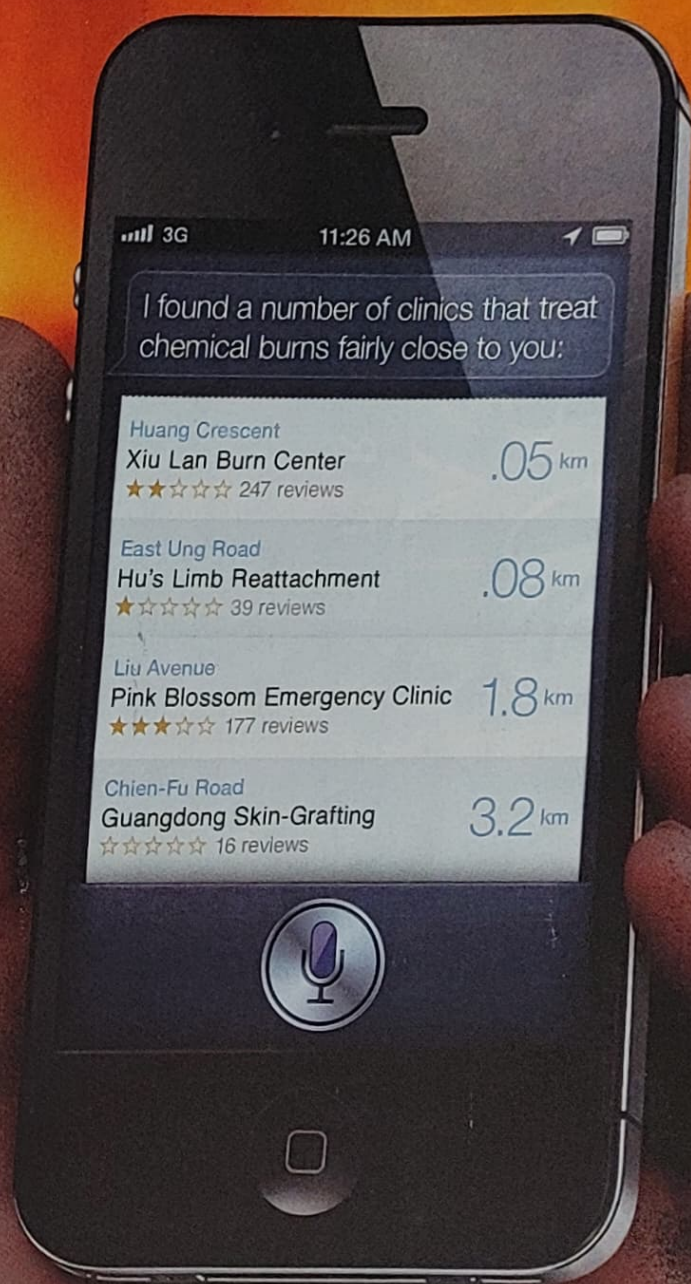 3G 11:26 AM
I found a number of clinics that treat
chemical burns fairly close to you:
Huang Crescent
Xiu Lan Burn Center .05 km
247 reviews
East Ung Road
Hu's Limb Reattachment .08 km
39 reviews
Liu Avenue
Pink Blossom Emergency Clinic 1.8 km
177 reviews
Chien-Fu Road
Guangdong Skin-Grafting 3.2 km
16 reviews